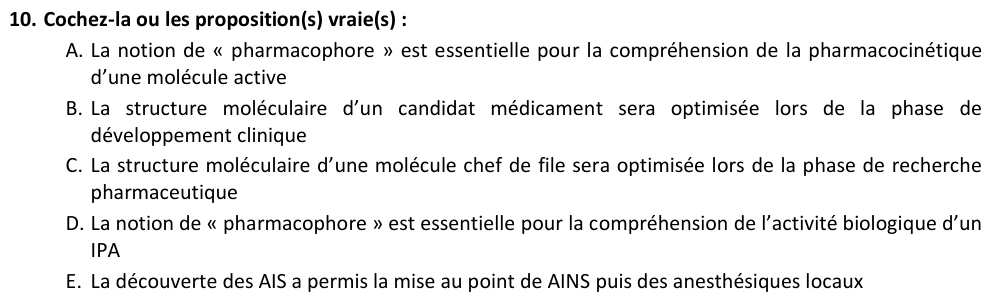 10. Cochez-la ou les proposition(s) vraie(s) :
A. La notion de « pharmacophore » est essentielle pour la compréhension de la pharmacocinétique
d’une molécule active
B. La structure moléculaire d’un candidat médicament sera optimisée lors de la phase de
développement clinique
C. La structure moléculaire d’une molécule chef de file sera optimisée lors de la phase de recherche
pharmaceutique
D. La notion de « pharmacophore » est essentielle pour la compréhension de l’activité biologique d’un
IPA
E. La découverte des AIS a permis la mise au point de AINS puis des anesthésiques locaux